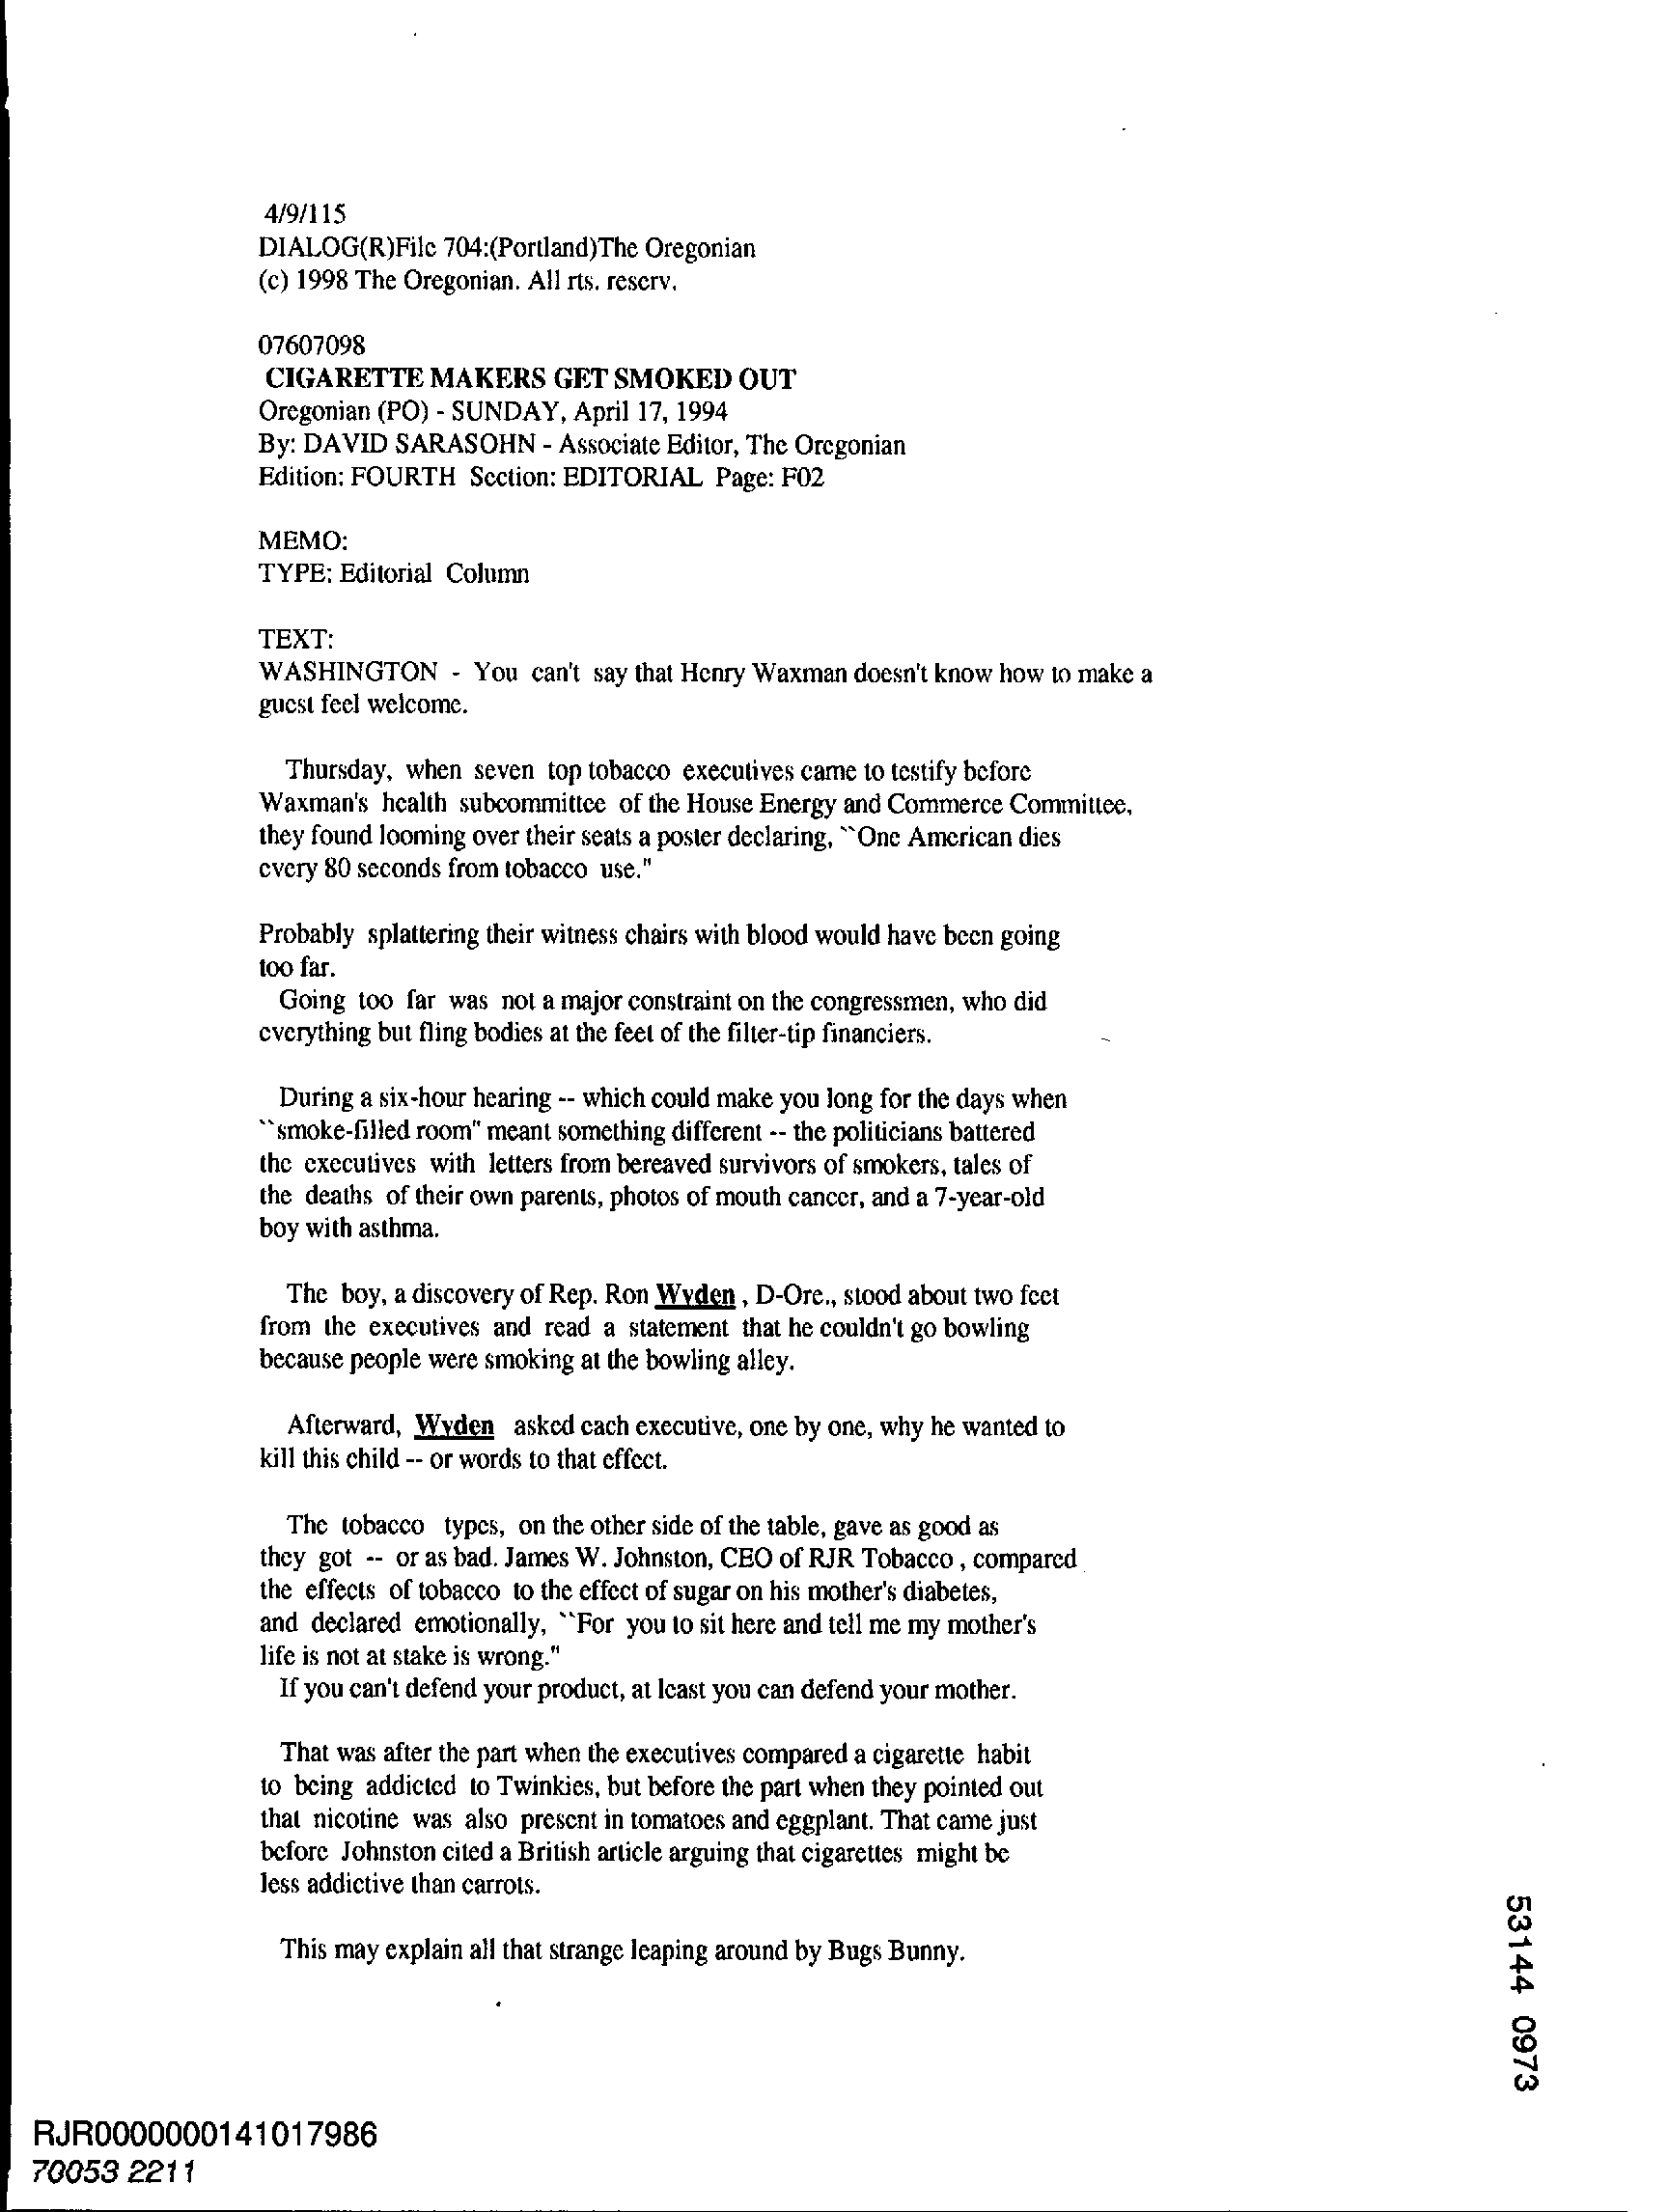 4/9/115
DIALOG(R)File 704:(Portland)The Oregonian
(c) 1998 The Oregonian. All rts. reserv.
07607098
CIGARETTE MAKERS GET SMOKED OUT
Oregonian (PO) - SUNDAY, April 17, 1994
By: DAVID SARASOHN - Associate Editor, The Oregonian
Edition: FOURTH Section: EDITORIAL Page: F02
MEMO:
TYPE: Editorial Column
TEXT:
WASHINGTON - You can't say that Henry Waxman doesn't know how to make a
guest feel welcome.
Thursday, when seven top tobacco executives came to testify before
Waxman's health subcommittee of the House Energy and Commerce Committee,
they found looming over their seats a poster declaring, ``One American dies
every 80 seconds from tobacco use."
Probably splattering their witness chairs with blood would have been going
too far.
Going too far was not a major constraint on the congressmen, who did
everything but fling bodies at the feet of the filter-tip financiers.
During a six-hour hearing -- which could make you long for the days when
``smoke-filled room" meant something different -- the politicians battered
the executives with letters from bereaved survivors of smokers, tales of
the deaths of their own parents, photos of mouth cancer, and a 7-year-old
boy with asthma.
The boy, a discovery of Rep. Ron Wyden , D-Ore., stood about two feet
from the executives and read a statement that he couldn't go bowling
because people were smoking at the bowling alley.
Afterward, Wyden asked each executive, one by one, why he wanted to
kill this child -- or words to that effect.
The tobacco types, on the other side of the table, gave as good as
they got -- or as bad. James W. Johnston, CEO of RJR Tobacco , compared
the effects of tobacco to the effect of sugar on his mother's diabetes,
and declared emotionally, ``For you to sit here and tell me my mother's
life is not at stake is wrong."
If you can't defend your product, at least you can defend your mother.
That was after the part when the executives compared a cigarette habit
to being addicted to Twinkies, but before the part when they pointed out
that nicotine was also present in tomatoes and eggplant. That came just
before Johnston cited a British article arguing that cigarettes might be
less addictive than carrots.
This may explain all that strange leaping around by Bugs Bunny.
53144 0973
RJR0000000141017986
70053 2211